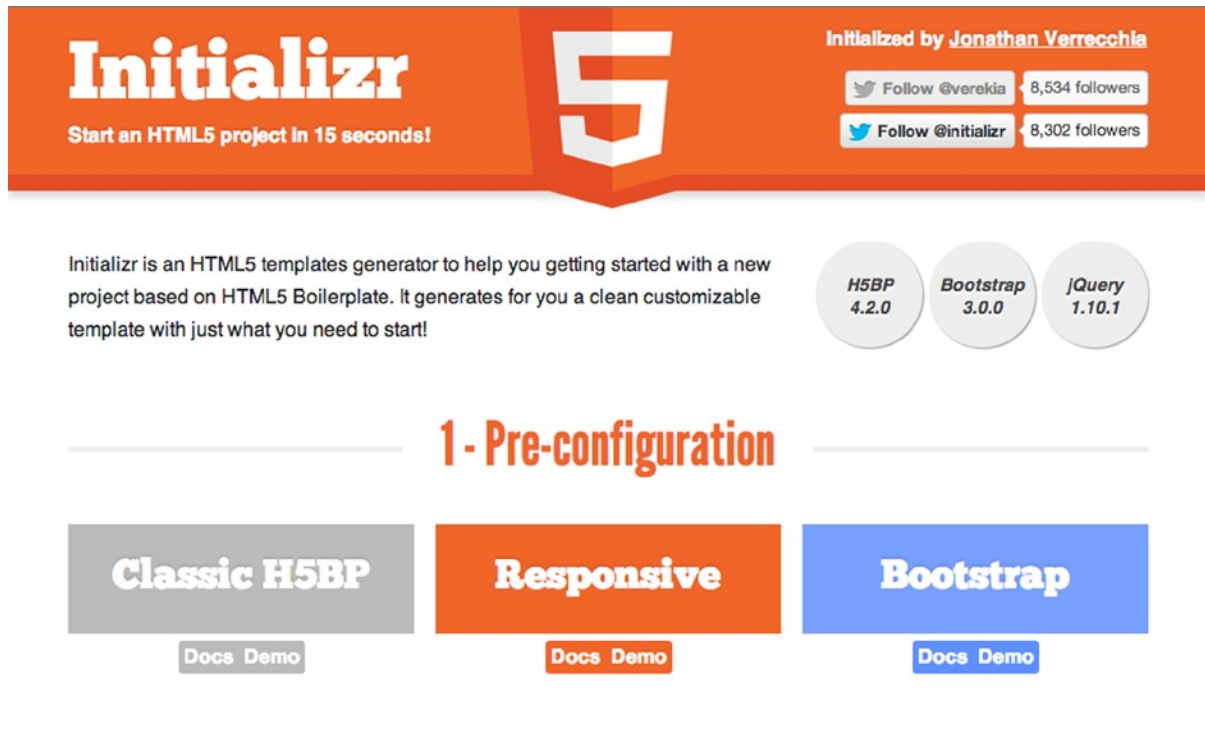 Initializr
Start an HTML5 project in 15 seconds!
5
Initialized by Jonathan Verrecchia
Follow @verekia 8,534 followers
Follow @initializr 8,302 followers
Initializr is an HTML5 templates generator to help you getting started with a new
project based on HTML5 Boilerplate. It generates for you a clean customizable
template with just what you need to start!
H5BP
4.2.0
Bootstrap
3.0.0
jQuery
1.10.1
1 - Pre-configuration
Classic H5BP
Docs Demo
Responsive
Docs Demo
Bootstrap
Docs Demo